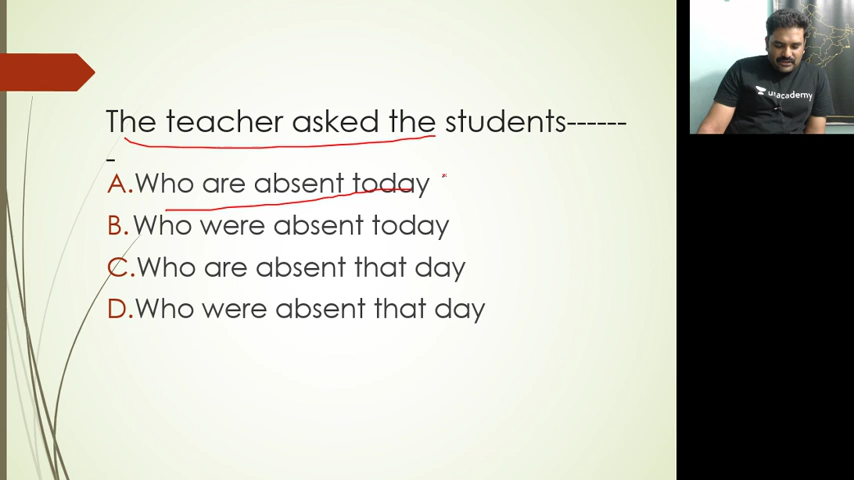 The teacher asked the students------
-
A.Who are absent today
B.Who were absent today
C.Who are absent that day
D.Who were absent that day
unacademy